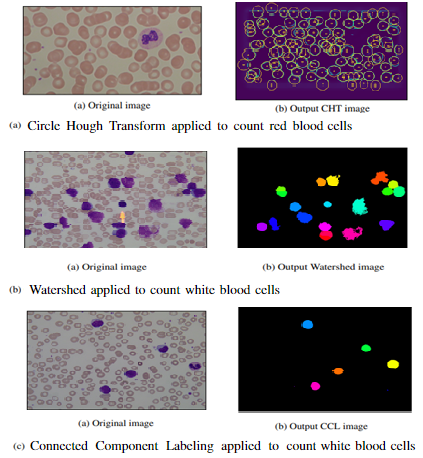 (a) Original image
(b) Output CHT image
(a) Circle Hough Transform applied to count red blood cells
(a) Original image
(b) Output Watershed image
(b) Watershed applied to count white blood cells
(a) Original image
(b) Output CCL image
(c) Connected Component Labeling applied to count white blood cells